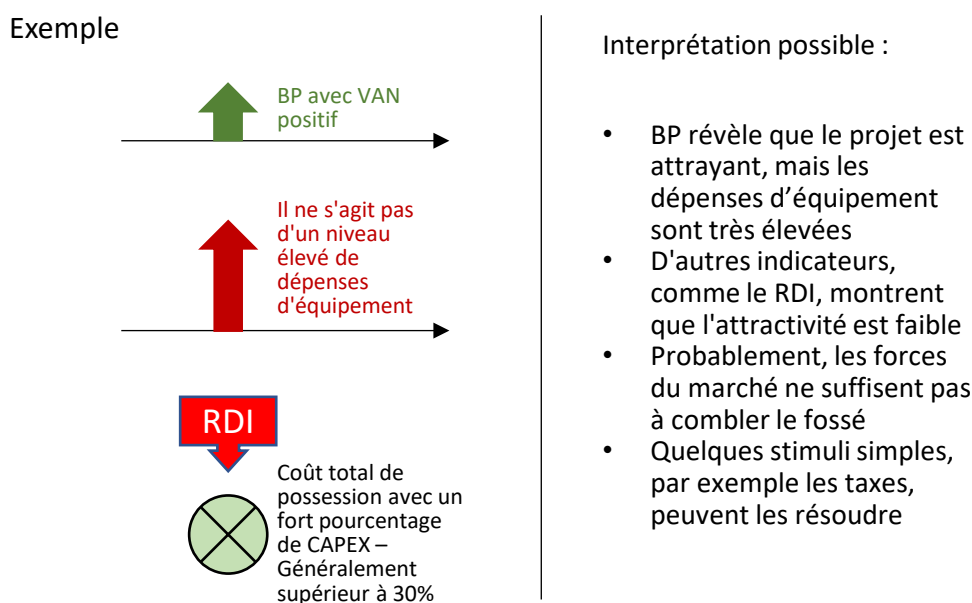 Exemple
BP avec VAN
positif
Il ne s'agit pas
d'un niveau
élevé de
dépenses
d'équipement
RDI
Coût total de
possession avec un
fort pourcentage
de CAPEX –
Généralement
supérieur à 30%
Interprétation possible :
• BP révèle que le projet est
attrayant, mais les
dépenses d’équipement
sont très élevées
• D'autres indicateurs,
comme le RDI, montrent
que l'attractivité est faible
• Probablement, les forces
du marché ne suffisent pas
à combler le fossé
• Quelques stimuli simples,
par exemple les taxes,
peuvent les résoudre